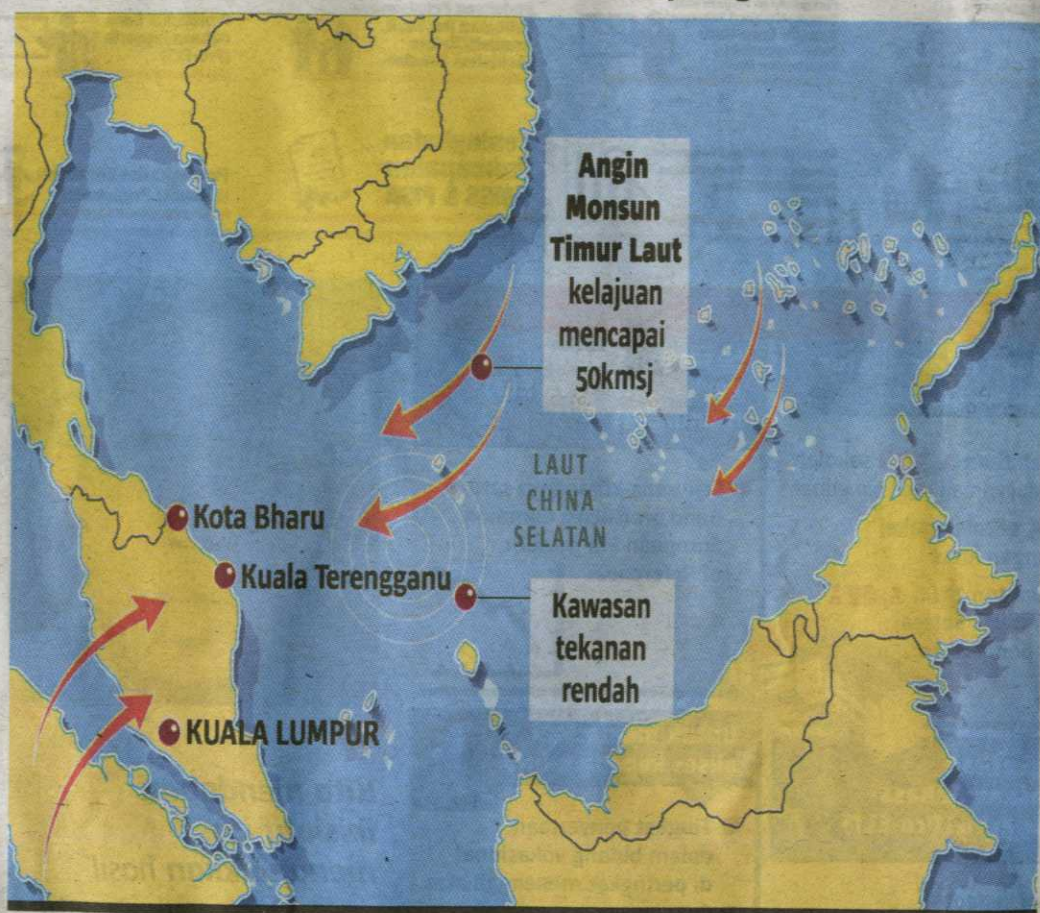 Angin
Monsun
Timur Laut
kelajuan
mencapai
50kmsj
LAUT
CHINA
SELATAN
Kota Bharu
Kuala Terengganu
Kawasan
tekanan
rendah
KUALA LUMPUR